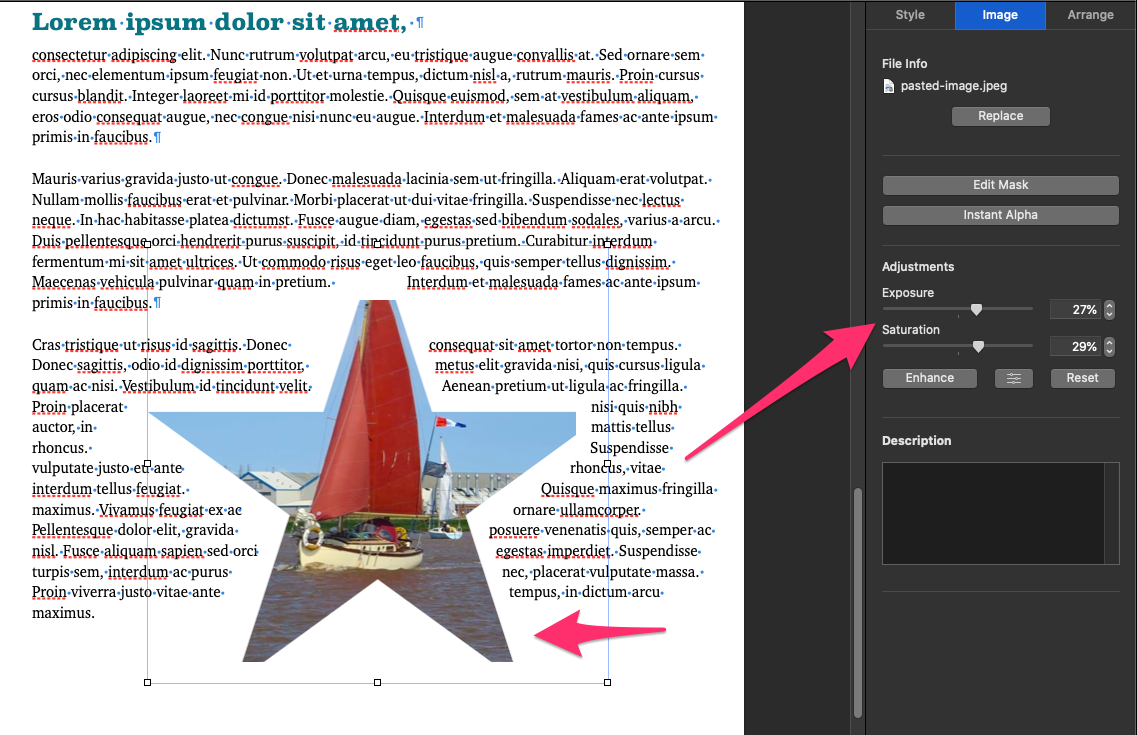 Lorem ipsum dolor sit amet, ¶
consectetur adipiscing elit. Nunc rutrum volutpat arcu, eu tristique augue convallis at. Sed ornare sem
orci, nec elementum ipsum feugiat non. Ut et urna tempus, dictum nisl a, rutrum mauris. Proin cursus
cursus blandit. Integer laoreet mi id porttitor molestie. Quisque euismod, sem at vestibulum aliquam,
eros odio consequat augue, nec congue nisi nunc eu augue. Interdum et malesuada fames ac ante ipsum
primis in faucibus.¶
Mauris varius gravida justo ut congue. Donec malesuada lacinia sem ut fringilla. Aliquam erat volutpat.
Nullam mollis faucibus erat et pulvinar. Morbi placerat ut dui vitae fringilla. Suspendisse nec lectus
neque. In hac habitasse platea dictumst. Fusce augue diam, egestas sed bibendum sodales, varius a arcu.
Duis pellentesque orci hendrerit purus suscipit, id tincidunt purus pretium. Curabitur interdum
fermentum mi sit amet ultrices. Ut commodo risus eget leo faucibus, quis semper tellus dignissim.
Maecenas vehicula pulvinar quam in pretium. Interdum et malesuada fames ac ante ipsum
primis in faucibus.¶
Cras tristique ut risus id sagittis. Donec consequat sit amet tortor non tempus.
Donec sagittis, odio id dignissim porttitor, metus elit gravida nisi, quis cursus ligula
quam ac nisi. Vestibulum id tincidunt velit. Aenean pretium ut ligula ac fringilla.
Proin placerat nisi quis nibh
auctor, in mattis tellus
rhoncus. Suspendisse
vulputate justo et ante rhoncus, vitae
interdum tellus feugiat. Quisque maximus fringilla
maximus. Vivamus feugiat ex ac ornare ullamcorper.
Pellentesque dolor elit, gravida posuere venenatis quis, semper ac
nisl. Fusce aliquam sapien sed orci egestas imperdiet. Suspendisse
turpis sem, interdum ac purus nec, placerat vulputate massa.
Proin viverra justo vitae ante tempus, in dictum arcu
maximus.
Style Image Arrange
File Info
pasted-image.jpeg
Replace
Edit Mask
Instant Alpha
Adjustments
Exposure
27%
Saturation
29%
Enhance Reset
Description